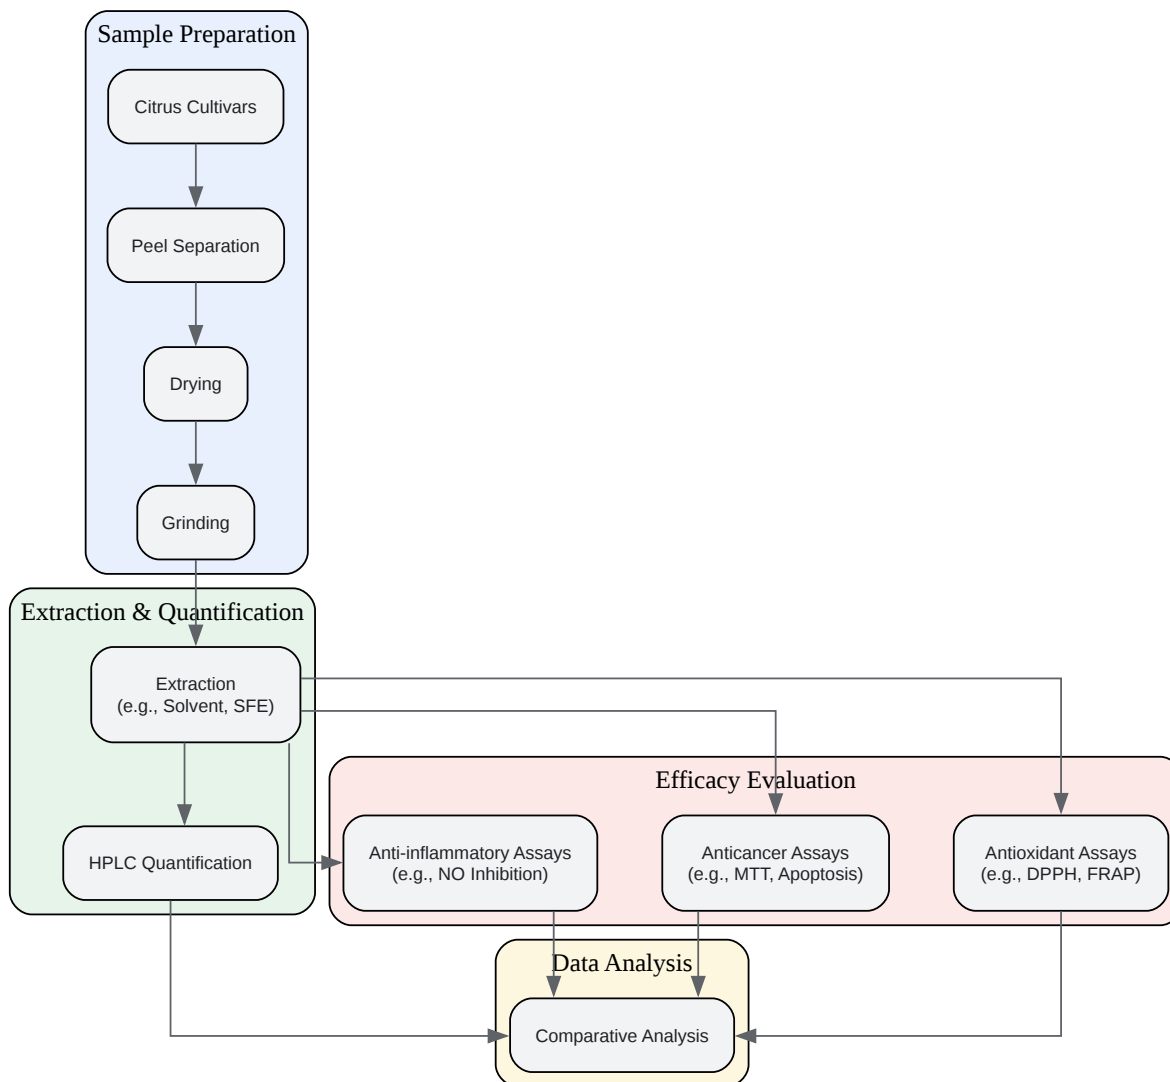 Sample Preparation
Citrus Cultivars
Peel Separation
Drying
Grinding
Extraction & Quantification
Extraction
(e.g., Solvent, SFE)
HPLC Quantification
Efficacy Evaluation
Anti-inflammatory Assays
(e.g., NO Inhibition)
Anticancer Assays
(e.g., MTT, Apoptosis)
Antioxidant Assays
(e.g., DPPH, FRAP)
Data Analysis
Comparative Analysis